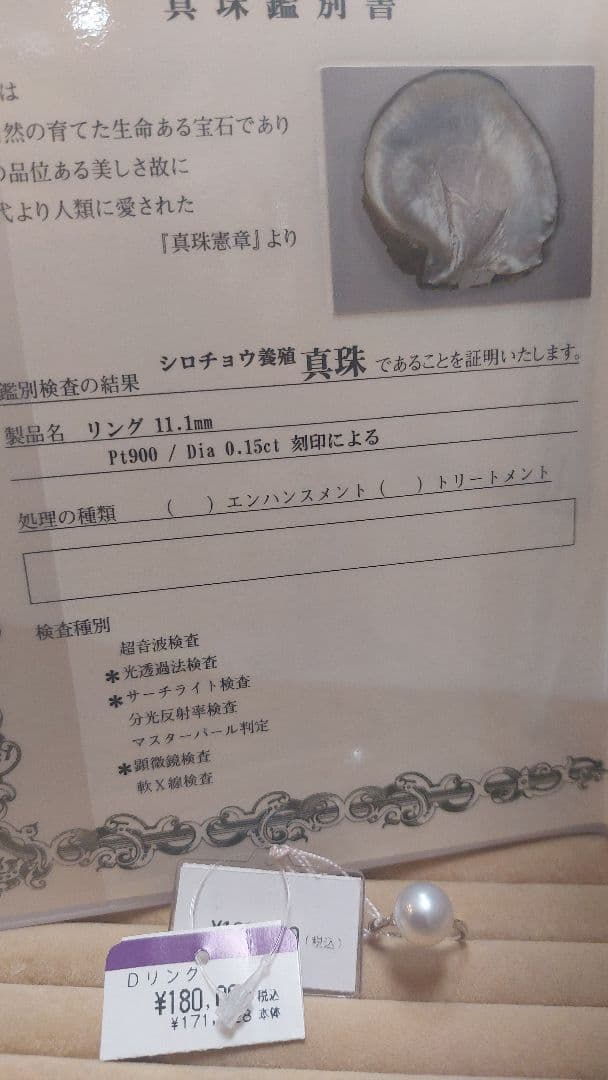 真珠鑑別書
は
然の育てた生命ある宝石であり
の品位ある美しさ故に
代より人類に愛された
『真珠憲章』より
鑑別検査の結果 シロチョウ養殖 真珠 であることを証明いたします。
製品名 リング 11.1mm
Pt900 / Dia 0.15ct 刻印による
処理の種類 ( ) エンハンスメント ( ) トリートメント
検査種別
超音波検査
＊光透過法検査
＊サーチライト検査
分光反射率検査
マスターパール判定
＊顕微鏡検査
軟X線検査
(税込)
Dリング
¥180, 税込
¥171, 28 本体